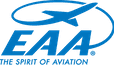 EAA
THE SPIRIT OF AVIATION